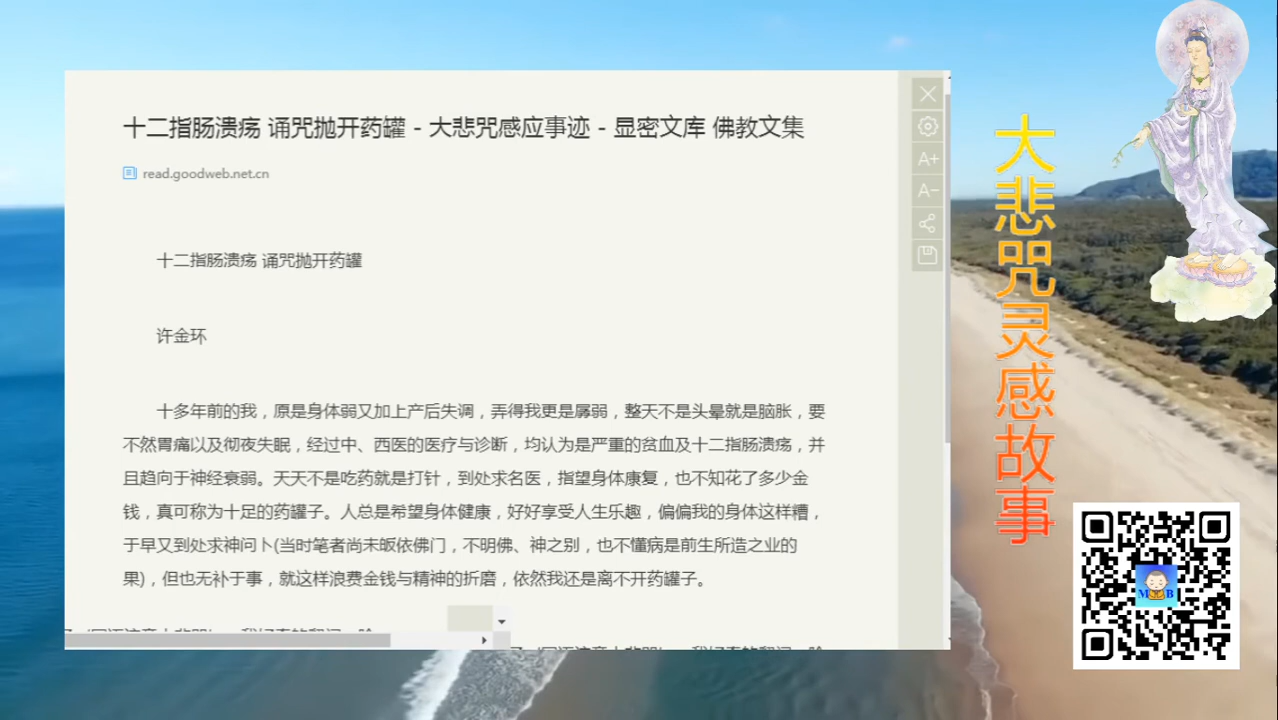 十二指肠溃疡 诵咒抛开药罐 - 大悲咒感应事迹 - 显密文库 佛教文集
read.goodweb.net.cn
十二指肠溃疡 诵咒抛开药罐
许金环
十多年前的我，原是身体弱又加上产后失调，弄得我更是孱弱，整天不是头晕就是脑胀，要
不然胃痛以及彻夜失眠，经过中、西医的医疗与诊断，均认为是严重的贫血及十二指肠溃疡，并
且趋向于神经衰弱。天天不是吃药就是打针，到处求名医，指望身体康复，也不知花了多少金
钱，真可称为十足的药罐子。人总是希望身体健康，好好享受人生乐趣，偏偏我的身体这样糟，
于早又到处求神问卜(当时笔者尚未皈依佛门，不明佛、神之别，也不懂病是前生所造之业的
果)，但也无补于事，就这样浪费金钱与精神的折磨，依然我还是离不开药罐子。
A+
A-
大悲咒灵感故事
M B